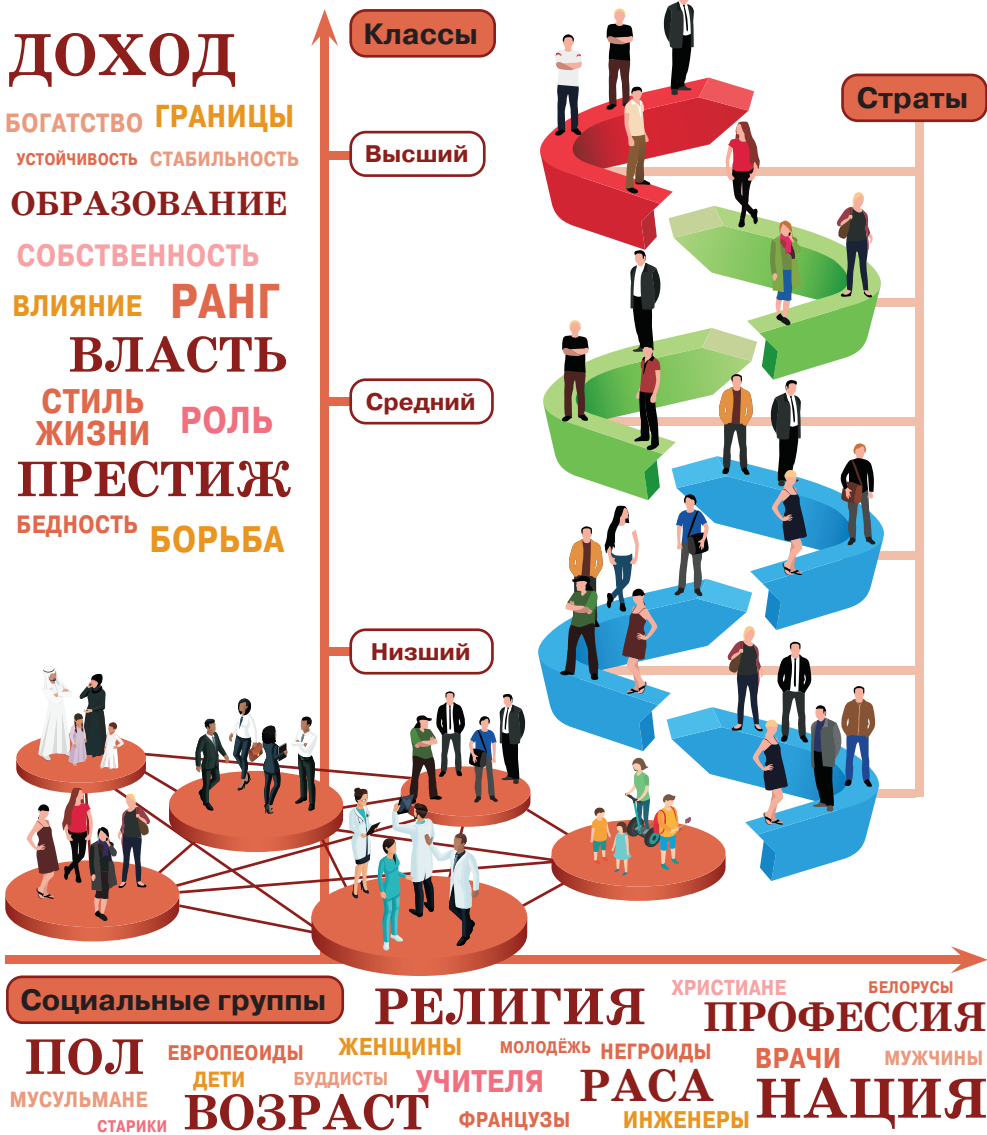 ДОХОД
БОГАТСТВО ГРАНИЦЫ
УСТОЙЧИВОСТЬ СТАБИЛЬНОСТЬ
ОБРАЗОВАНИЕ
СОБСТВЕННОСТЬ
ВЛИЯНИЕ РАНГ
ВЛАСТЬ
СТИЛЬ
ЖИЗНИ
РОЛЬ
ПРЕСТИЖ
БЕДНОСТЬ БОРЬБА
Классы
Высший
Средний
Низший
Страты
Социальные группы
РЕЛИГИЯ
ХРИСТИАНЕ
БЕЛОРУСЫ
ПРОФЕССИЯ
ПОЛ
ЕВРОПЕОИДЫ
ЖЕНЩИНЫ
МОЛОДЁЖЬ
НЕГРОИДЫ
ВРАЧИ
МУЖЧИНЫ
МУСУЛЬМАНЕ
ДЕТИ
БУДДИСТЫ
УЧИТЕЛЯ
РАСА
НАЦИЯ
СТАРИКИ
ВОЗРАСТ
ФРАНЦУЗЫ
ИНЖЕНЕРЫ